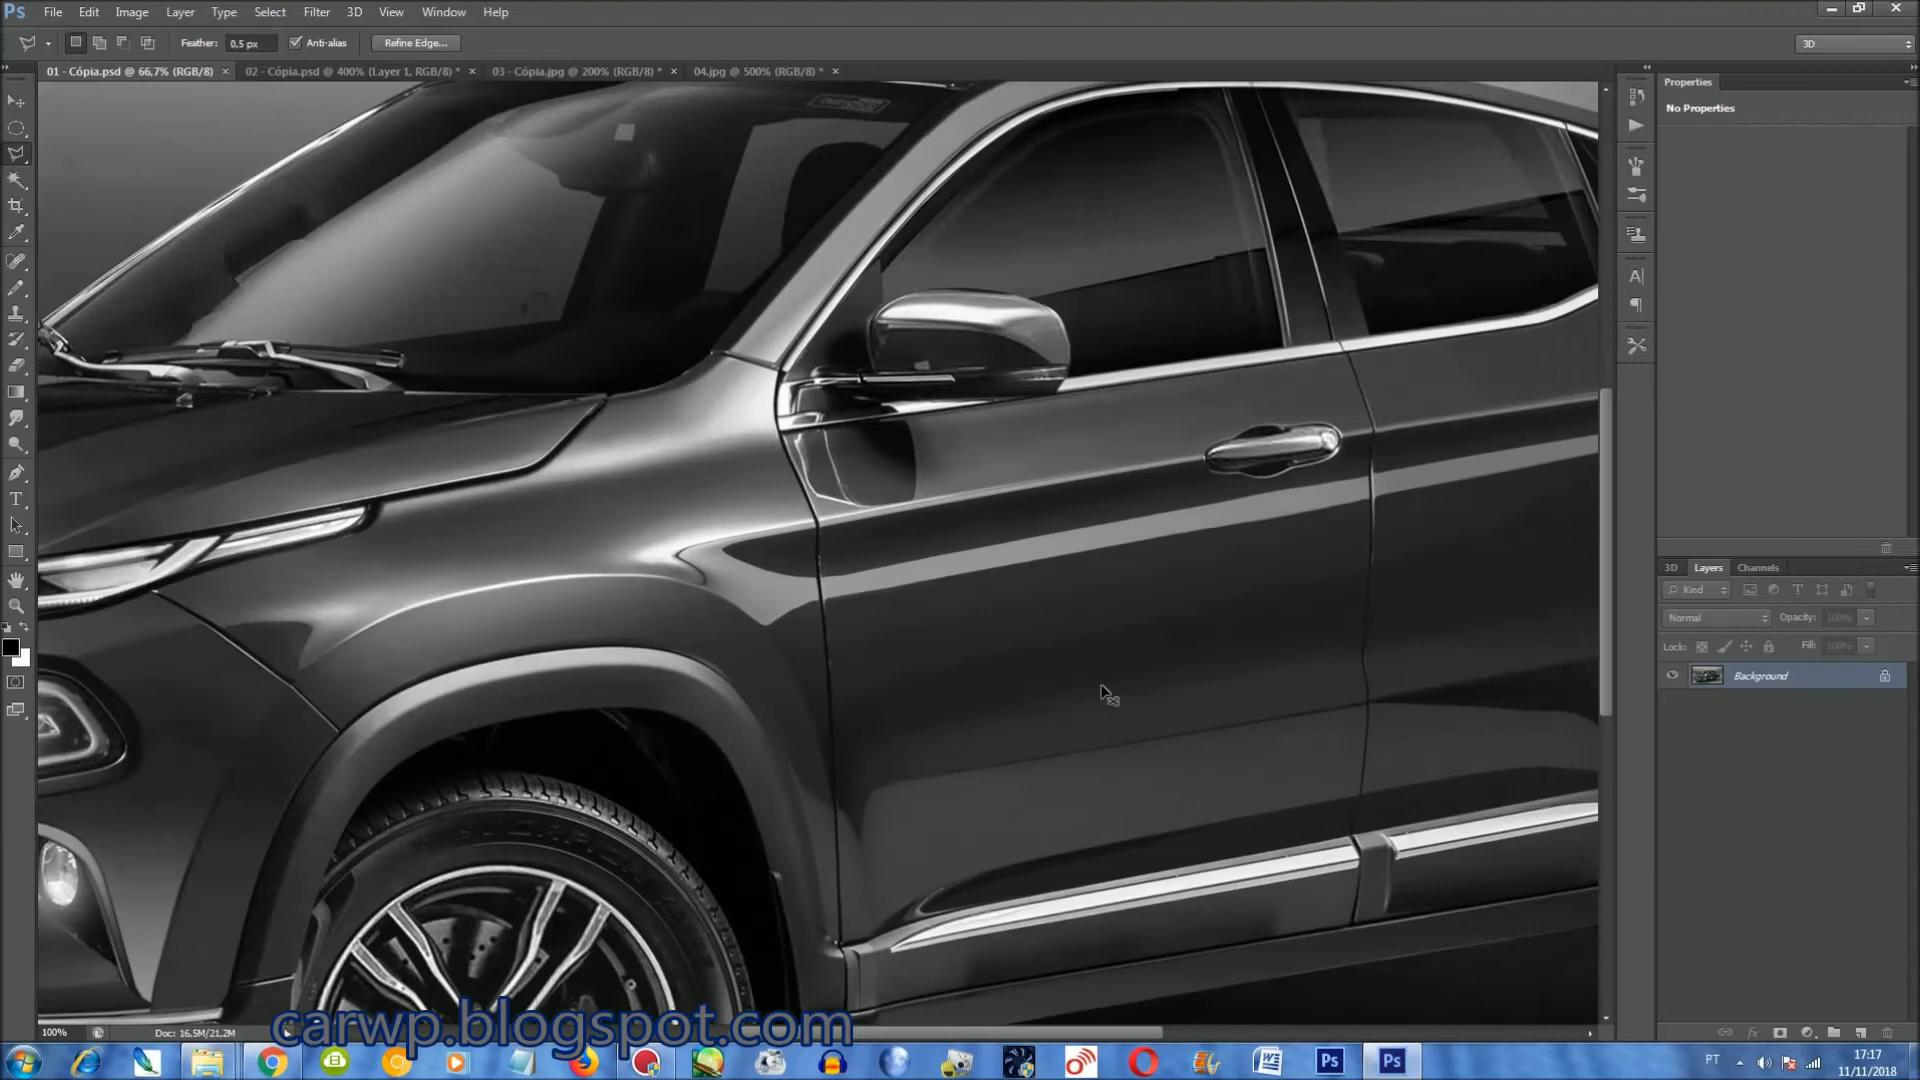 Ps File Edit Image Layer Type Select Filter 3D View Window Help
Feather: 0,5 px Anti-alias Refine Edge... 3D
01 - Cópia.psd @ 66,7% (RGB/8) × 02 - Cópia.psd @ 400% (Layer 1, RGB/8) * × 03 - Cópia.jpg @ 200% (RGB/8) * × 04.jpg @ 500% (RGB/8) * ×
Properties
No Properties
3D Layers Channels
Kind
Normal Opacity: 100%
Lock: Fill: 100%
Background
100% Doc: 16,5M/21,2M
carwp.blogspot.com
PT 17:17
11/11/2018